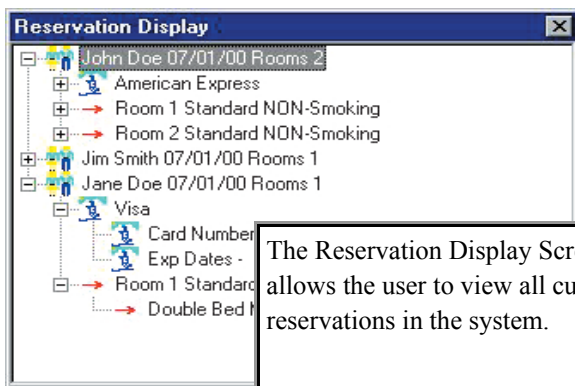 Reservation Display
John Doe 07/01/00 Rooms 2
American Express
Room 1 Standard NON-Smoking
Room 2 Standard NON-Smoking
Jim Smith 07/01/00 Rooms 1
Jane Doe 07/01/00 Rooms 1
Visa
Card Number
Exp Dates -
Room 1
Double Bed
The Reservation Display
allows the user to view all
reservations in the system.